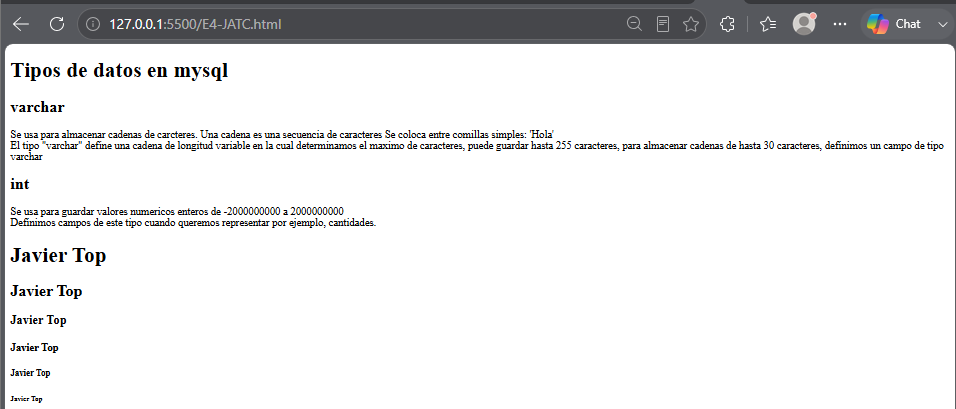 127.0.0.1:5500/E4-JATC.html
Chat
Tipos de datos en mysql
varchar
Se usa para almacenar cadenas de carcteres. Una cadena es una secuencia de caracteres Se coloca entre comillas simples: 'Hola'
El tipo "varchar" define una cadena de longitud variable en la cual determinamos el maximo de caracteres, puede guardar hasta 255 caracteres, para almacenar cadenas de hasta 30 caracteres, definimos un campo de tipo
varchar
int
Se usa para guardar valores numericos enteros de -2000000000 a 2000000000
Definimos campos de este tipo cuando queremos representar por ejemplo, cantidades.
Javier Top
Javier Top
Javier Top
Javier Top
Javier Top
Javier Top